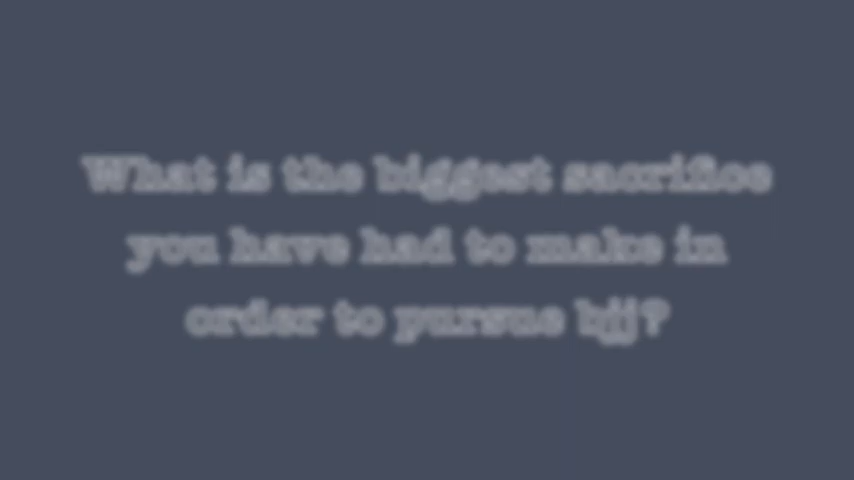 What is the biggest sacrifice
you have had to make in
order to pursue bjj?